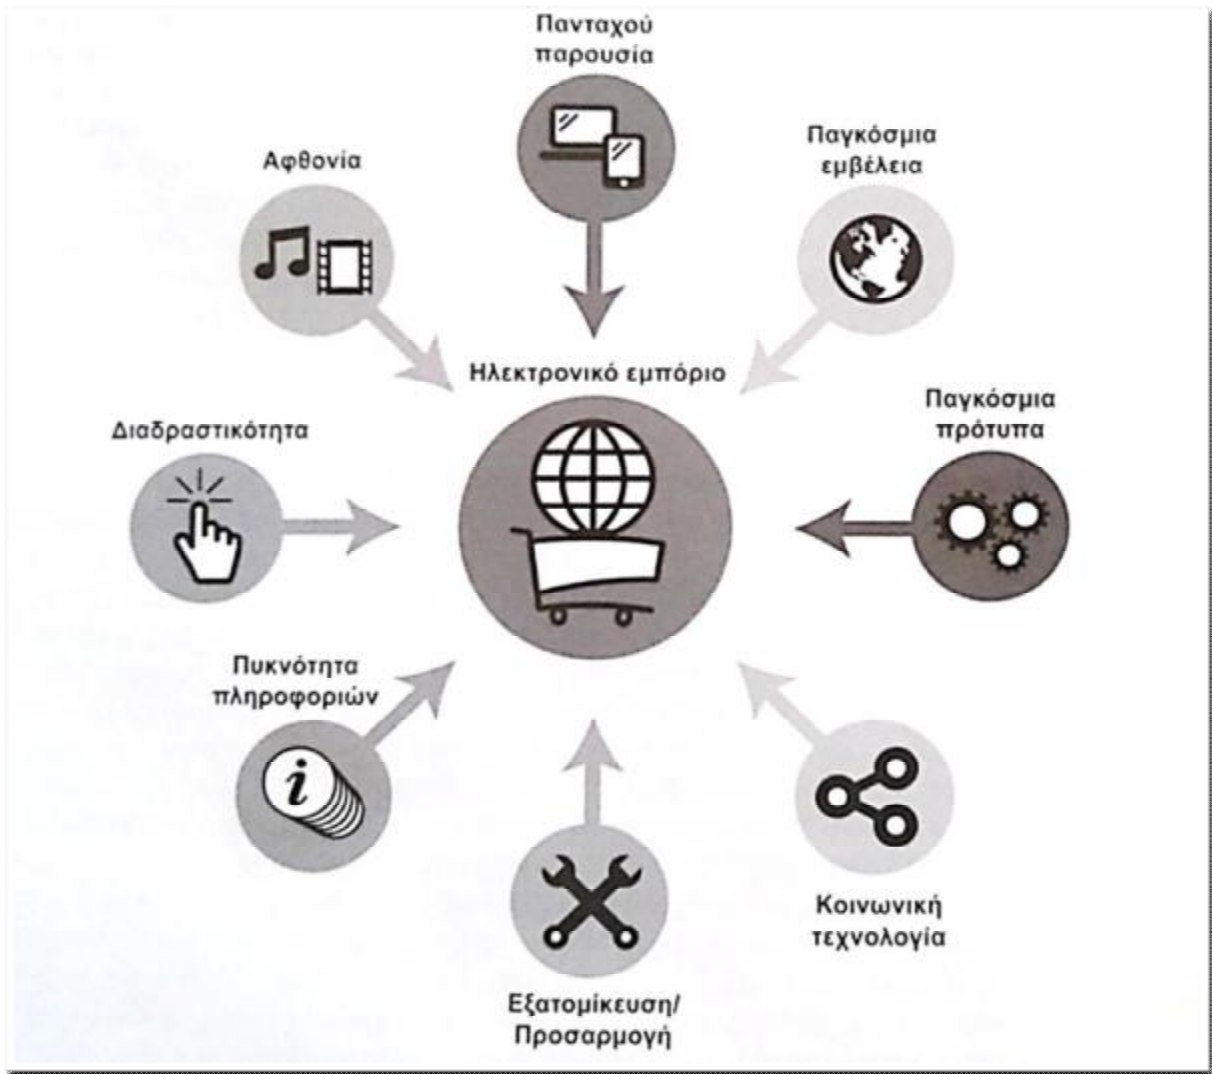 Πανταχού
παρουσία
Παγκόσμια
εμβέλεια
Αφθονία
Ηλεκτρονικό εμπόριο
Παγκόσμια
πρότυπα
Διαδραστικότητα
Πυκνότητα
πληροφοριών
Κοινωνική
τεχνολογία
Εξατομίκευση/
Προσαρμογή